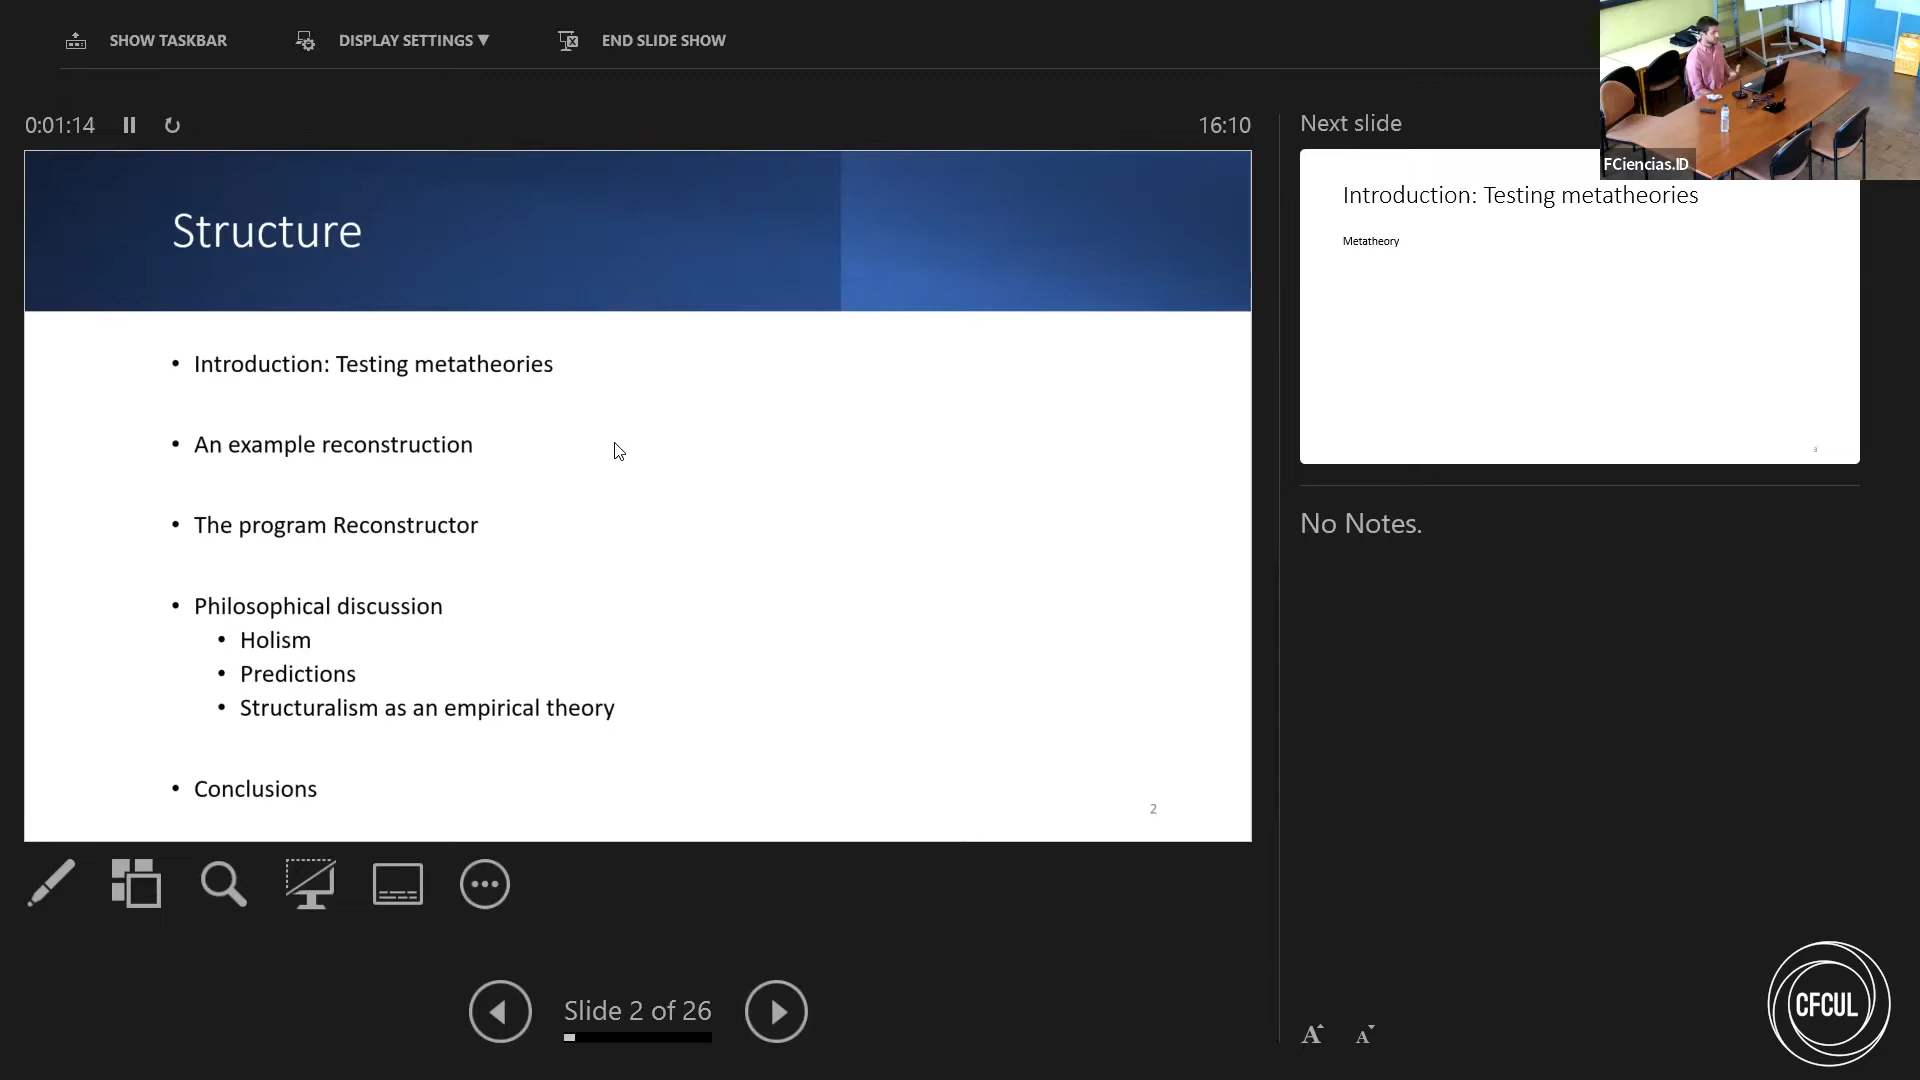 SHOW TASKBAR
DISPLAY SETTINGS ▼
END SLIDE SHOW
0:01:14
16:10
Next slide
FCiencias.ID
Structure
• Introduction: Testing metatheories
• An example reconstruction
• The program Reconstructor
• Philosophical discussion
• Holism
• Predictions
• Structuralism as an empirical theory
• Conclusions
2
Introduction: Testing metatheories
Metatheory
3
No Notes.
Slide 2 of 26
A A
CFCUL